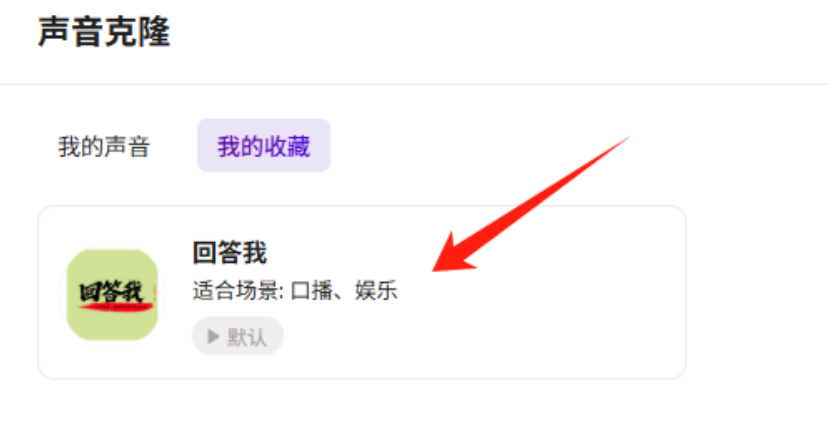 声音克隆
我的声音
我的收藏
回答我
回答我
适合场景: 口播、娱乐
默认